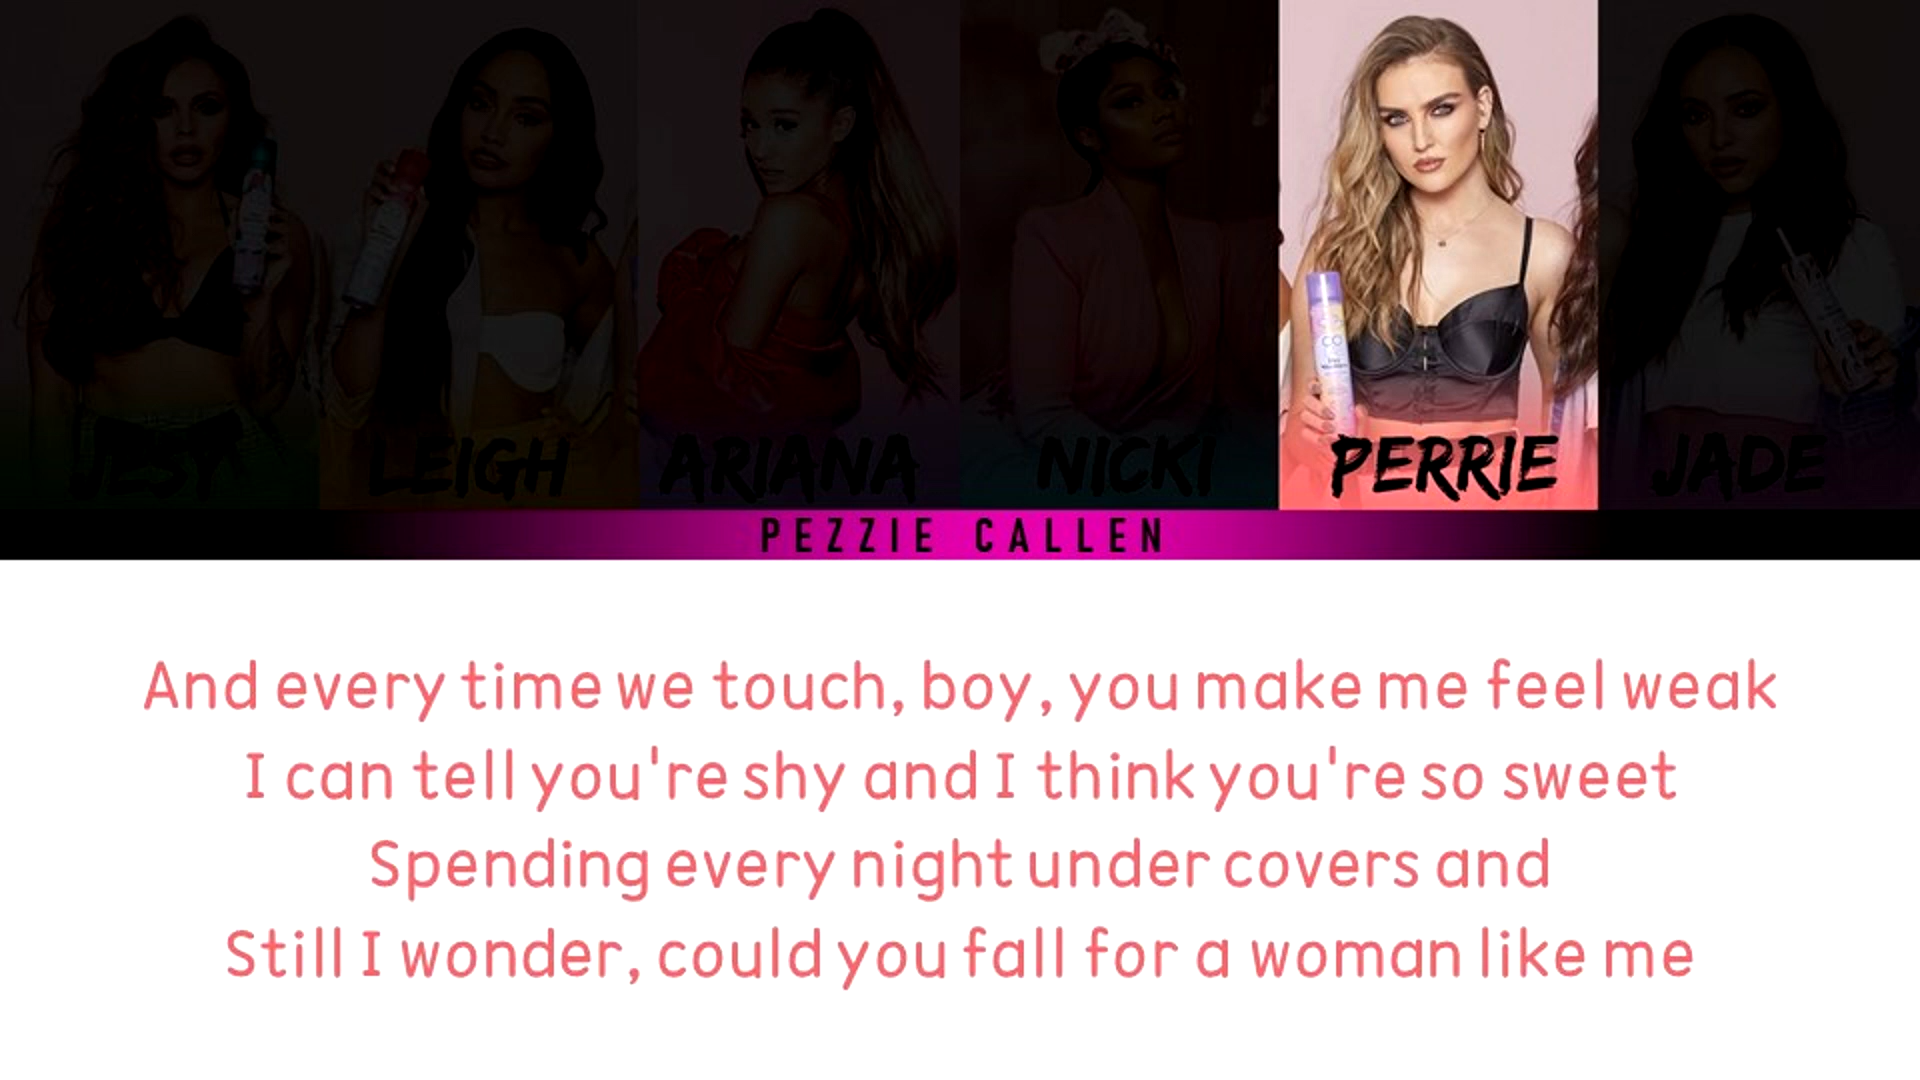 JESY LEIGH ARIANA NICKI PERRIE JADE
PEZZIE CALLEN
And every time we touch, boy, you make me feel weak
I can tell you're shy and I think you're so sweet
Spending every night under covers and
Still I wonder, could you fall for a woman like me